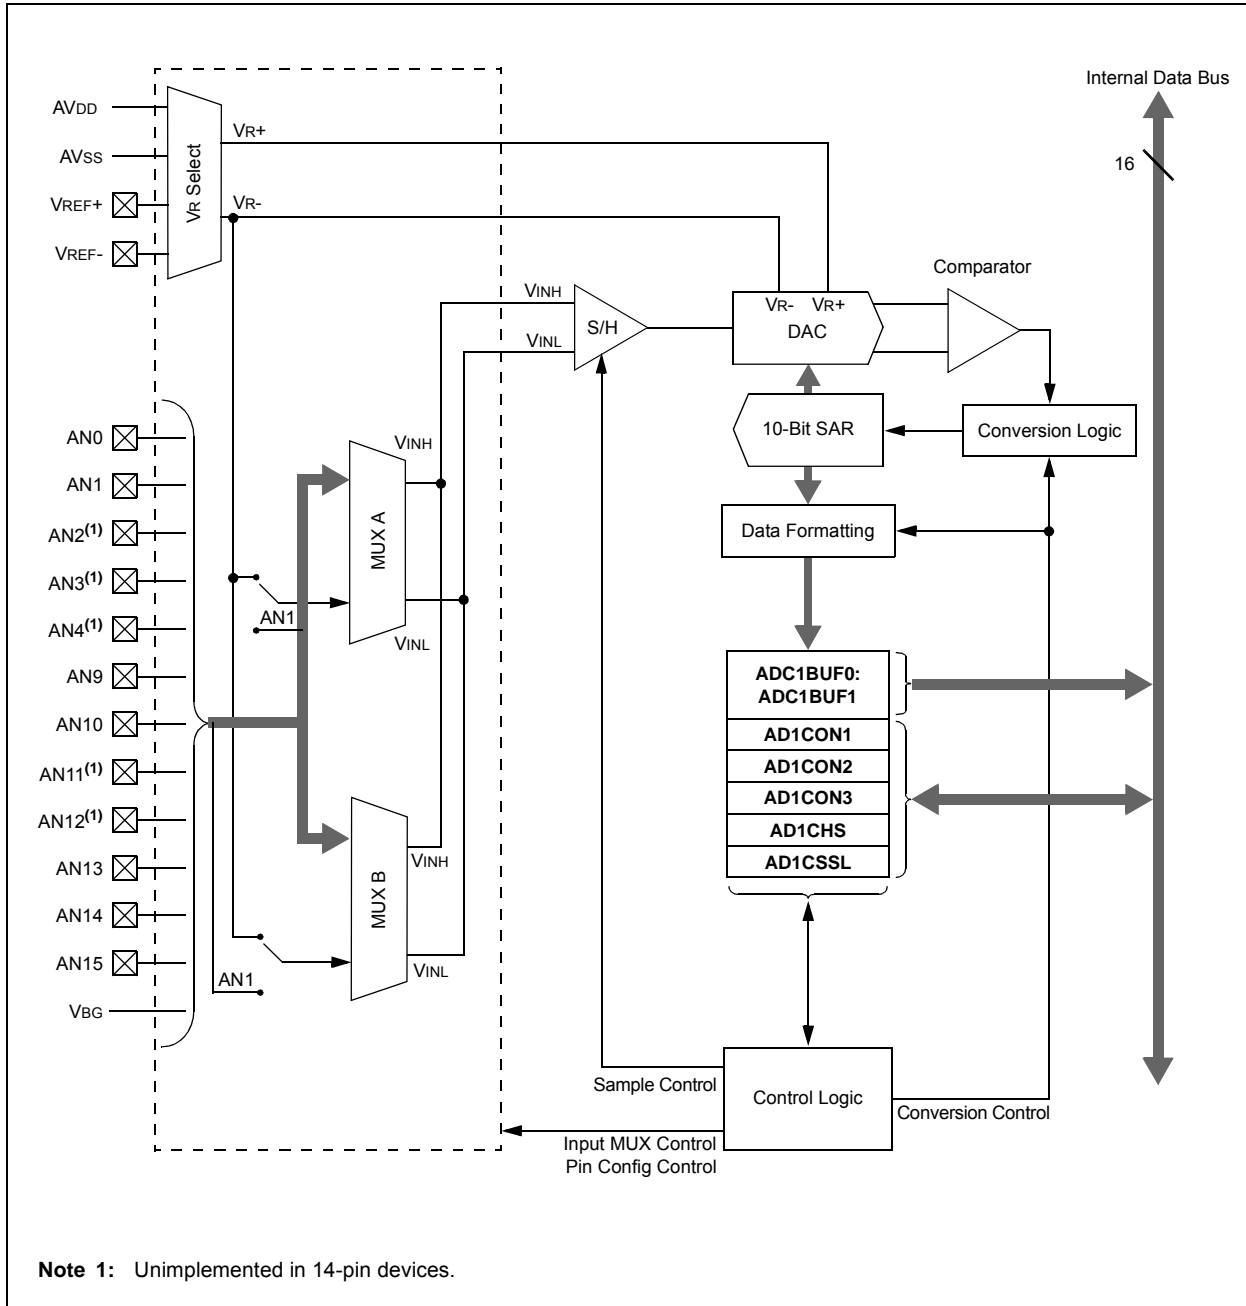 Internal Data Bus
16
AVDD
AVSS
VREF+
VREF-
VR Select
VR+
VR-
Comparator
VINH
VINL
S/H
VR- VR+
DAC
10-Bit SAR
Conversion Logic
Data Formatting
AN0
AN1
AN2(1)
AN3(1)
AN4(1)
AN9
AN10
AN11(1)
AN12(1)
AN13
AN14
AN15
VBG
VINH
MUX A
AN1
VINL
VINH
MUX B
VINL
AN1
ADC1BUF0:
ADC1BUF1
AD1CON1
AD1CON2
AD1CON3
AD1CHS
AD1CSSL
Sample Control
Control Logic
Conversion Control
Input MUX Control
Pin Config Control
Note 1: Unimplemented in 14-pin devices.